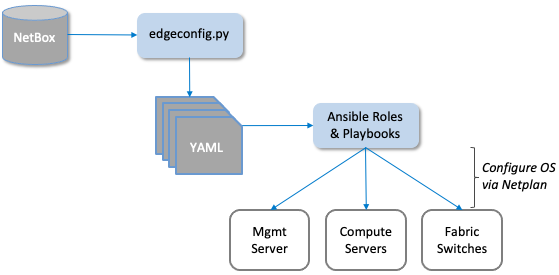 NetBox
edgeconfig.py
YAML
Ansible Roles
& Playbooks
Configure OS
via Netplan
Mgmt
Server
Compute
Servers
Fabric
Switches